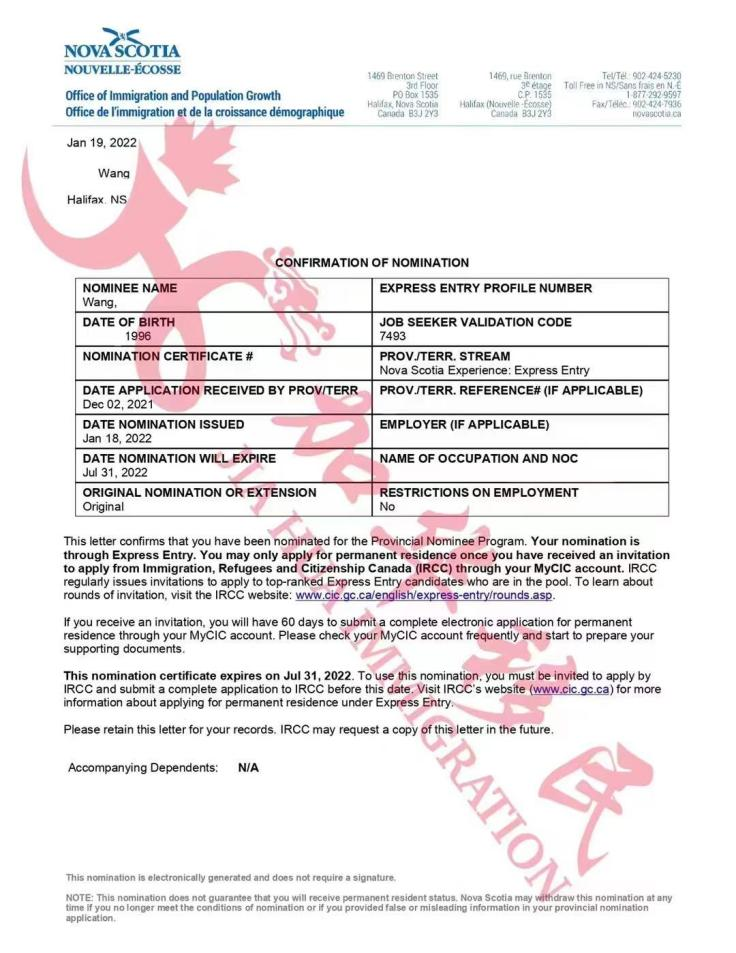 NOVA SCOTIA
NOUVELLE-ÉCOSSE
Office of Immigration and Population Growth
Office de l'immigration et de la croissance démographique
1469 Brenton Street
3rd Floor
PO Box 1535
Halifax, Nova Scotia
Canada B3J 2Y3
1469, rue Brenton
3e étage
C.P. 1535
Halifax (Nouvelle-Écosse)
Canada B3J 2Y3
Tel/Tél.: 902-424-5230
Toll Free in NS/Sans frais en N.-É
1-877-292-9597
Fax/Téléc.: 902-424-7936
novascotia.ca
Jan 19, 2022
Wang
Halifax, NS
CONFIRMATION OF NOMINATION
NOMINEE NAME
Wang,
EXPRESS ENTRY PROFILE NUMBER
DATE OF BIRTH
1996
JOB SEEKER VALIDATION CODE
7493
NOMINATION CERTIFICATE #
PROV./TERR. STREAM
Nova Scotia Experience: Express Entry
DATE APPLICATION RECEIVED BY PROV/TERR
Dec 02, 2021
PROV./TERR. REFERENCE# (IF APPLICABLE)
DATE NOMINATION ISSUED
Jan 18, 2022
EMPLOYER (IF APPLICABLE)
DATE NOMINATION WILL EXPIRE
Jul 31, 2022
NAME OF OCCUPATION AND NOC
ORIGINAL NOMINATION OR EXTENSION
Original
RESTRICTIONS ON EMPLOYMENT
No
This letter confirms that you have been nominated for the Provincial Nominee Program. Your nomination is
through Express Entry. You may only apply for permanent residence once you have received an invitation
to apply from Immigration, Refugees and Citizenship Canada (IRCC) through your MyCIC account. IRCC
regularly issues invitations to apply to top-ranked Express Entry candidates who are in the pool. To learn about
rounds of invitation, visit the IRCC website: www.cic.gc.ca/english/express-entry/rounds.asp.
If you receive an invitation, you will have 60 days to submit a complete electronic application for permanent
residence through your MyCIC account. Please check your MyCIC account frequently and start to prepare your
supporting documents.
This nomination certificate expires on Jul 31, 2022. To use this nomination, you must be invited to apply by
IRCC and submit a complete application to IRCC before this date. Visit IRCC's website (www.cic.gc.ca) for more
information about applying for permanent residence under Express Entry.
Please retain this letter for your records. IRCC may request a copy of this letter in the future.
Accompanying Dependents: N/A
This nomination is electronically generated and does not require a signature.
NOTE: This nomination does not guarantee that you will receive permanent resident status. Nova Scotia may withdraw this nomination at any
time if you no longer meet the conditions of nomination or if you provided false or misleading information in your provincial nomination
application.
JIA HUA IMMIGRATION
加华移民